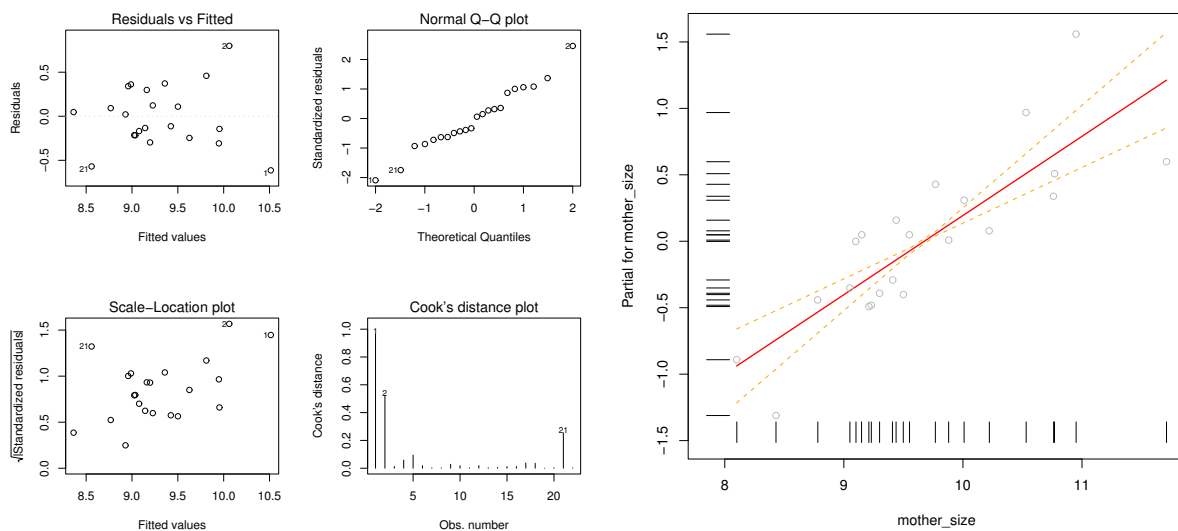 Residuals vs Fitted
Residuals
0.5
0.0
−0.5
2
21
1
8.5 9.0 9.5 10.0 10.5
Fitted values
Normal Q−Q plot
Standardized residuals
2
1
0
−1
−2
2
21
1
−2 −1 0 1 2
Theoretical Quantiles
Scale−Location plot
√|Standardized residuals|
1.5
1.0
0.5
0.0
2
1
21
8.5 9.0 9.5 10.0 10.5
Fitted values
Cook's distance plot
Cook's distance
1.0
0.8
0.6
0.4
0.2
0.0
1
2
21
5 10 15 20
Obs. number
Partial for mother_size
1.5
1.0
0.5
0.0
−0.5
−1.0
−1.5
8 9 10 11
mother_size